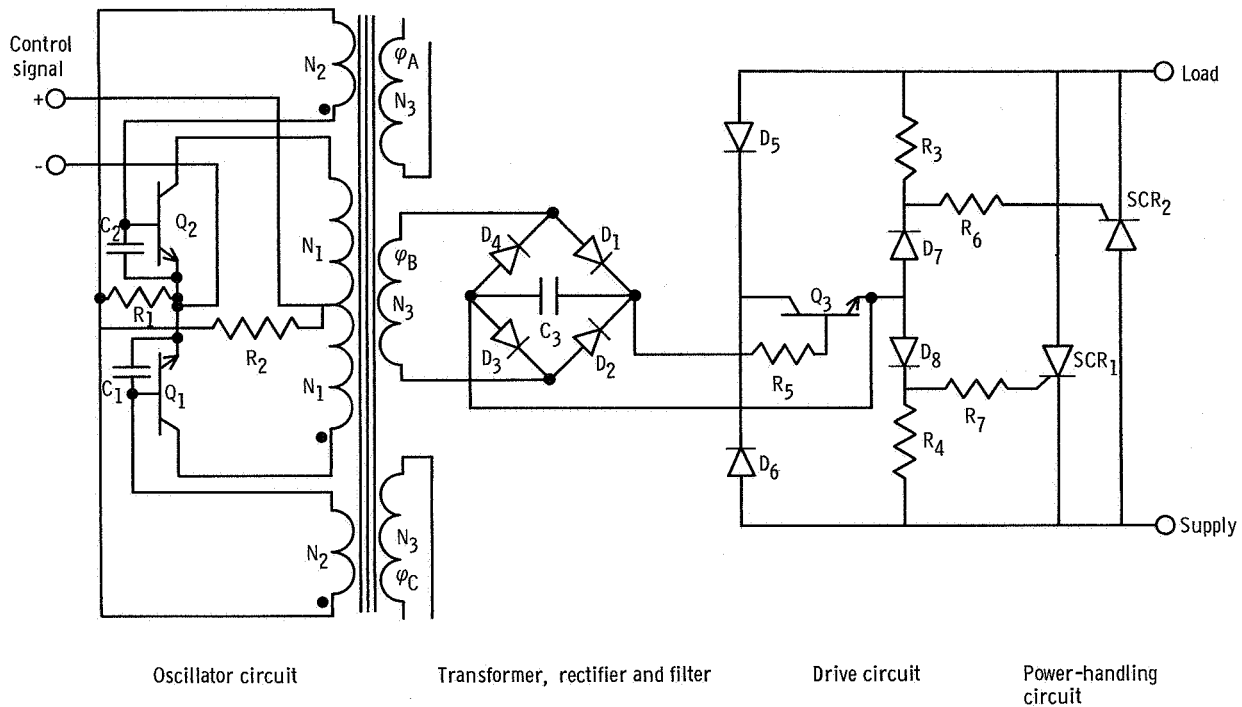 Control
signal
+
-
N2
φA
N3
Load
D5
R3
SCR2
R6
C2
Q2
N1
φB
N3
D4
D1
D7
Q3
R1
R2
C3
D3
D2
R5
D8
SCR1
C1
Q1
N1
R7
R4
D6
N2
N3
φC
Supply
Oscillator circuit
Transformer, rectifier and filter
Drive circuit
Power-handling
circuit